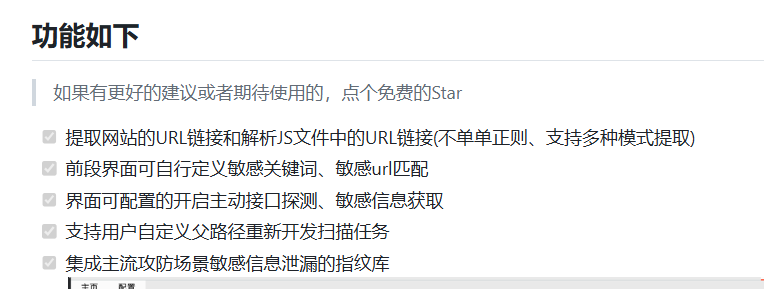 功能如下
如果有更好的建议或者期待使用的，点个免费的Star
提取网站的URL链接和解析JS文件中的URL链接(不单单正则、支持多种模式提取)
前段界面可自行定义敏感关键词、敏感url匹配
界面可配置的开启主动接口探测、敏感信息获取
支持用户自定义父路径重新开发扫描任务
集成主流攻防场景敏感信息泄漏的指纹库
主页 配置